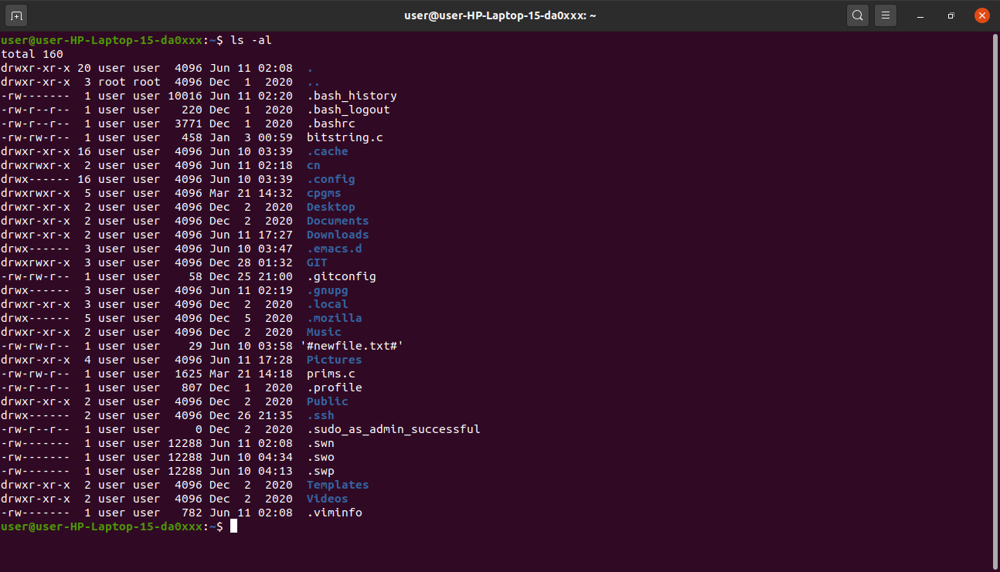 user@user-HP-Laptop-15-da0xxx: ~
user@user-HP-Laptop-15-da0xxx:~$ ls -al
total 160
drwxr-xr-x 20 user user  4096 Jun 11 02:08  .
drwxr-xr-x  3 root root  4096 Dec  1  2020  ..
-rw-------  1 user user 10016 Jun 11 02:20  .bash_history
-rw-r--r--  1 user user   220 Dec  1  2020  .bash_logout
-rw-r--r--  1 user user  3771 Dec  1  2020  .bashrc
-rw-rw-r--  1 user user   458 Jan  3 00:59  bitstring.c
drwxr-xr-x 16 user user  4096 Jun 10 03:39  .cache
drwxrwxr-x  2 user user  4096 Jun 11 02:18  cn
drwx------ 16 user user  4096 Jun 10 03:39  .config
drwxrwxr-x  5 user user  4096 Mar 21 14:32  cpgms
drwxr-xr-x  2 user user  4096 Dec  2  2020  Desktop
drwxr-xr-x  2 user user  4096 Dec  2  2020  Documents
drwxr-xr-x  2 user user  4096 Jun 11 17:27  Downloads
drwx------  3 user user  4096 Jun 10 03:47  .emacs.d
drwxrwxr-x  3 user user  4096 Dec 28 01:32  GIT
-rw-rw-r--  1 user user    58 Dec 25 21:00  .gitconfig
drwx------  3 user user  4096 Jun 11 02:19  .gnupg
drwxr-xr-x  3 user user  4096 Dec  2  2020  .local
drwx------  5 user user  4096 Dec  5  2020  .mozilla
drwxr-xr-x  2 user user  4096 Dec  2  2020  Music
-rw-rw-r--  1 user user    29 Jun 10 03:58 '#newfile.txt#'
drwxr-xr-x  4 user user  4096 Jun 11 17:28  Pictures
-rw-rw-r--  1 user user  1625 Mar 21 14:18  prims.c
-rw-r--r--  1 user user   807 Dec  1  2020  .profile
drwxr-xr-x  2 user user  4096 Dec  2  2020  Public
drwx------  2 user user  4096 Dec 26 21:35  .ssh
-rw-r--r--  1 user user     0 Dec  2  2020  .sudo_as_admin_successful
-rw-------  1 user user 12288 Jun 11 02:08  .swn
-rw-------  1 user user 12288 Jun 10 04:34  .swo
-rw-------  1 user user 12288 Jun 10 04:13  .swp
drwxr-xr-x  2 user user  4096 Dec  2  2020  Templates
drwxr-xr-x  2 user user  4096 Dec  2  2020  Videos
-rw-------  1 user user   782 Jun 11 02:08  .viminfo
user@user-HP-Laptop-15-da0xxx:~$